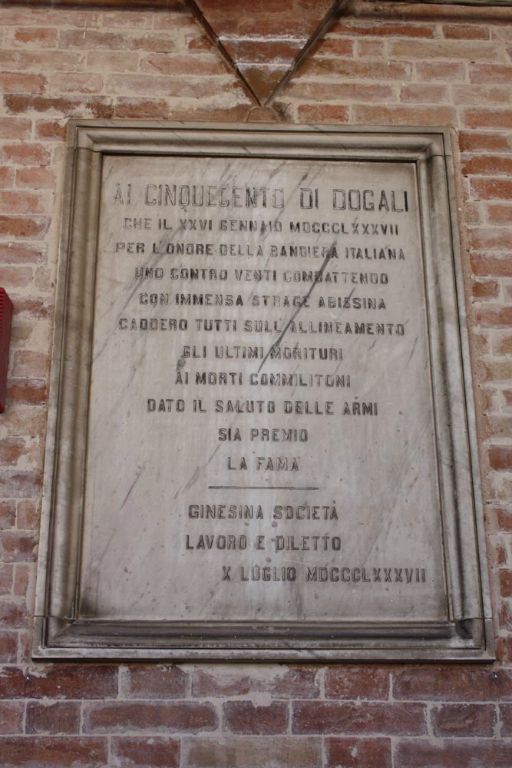 AI CINQUECENTO DI DOGALI
CHE IL XXVI GENNAIO MDCCCLXXXVII
PER L'ONORE DELLA BANDIERA ITALIANA
UNO CONTRO VENTI COMBATTENDO
CON IMMENSA STRAGE ABISSINA
CADDERO TUTTI SULL'ALLINEAMENTO
GLI ULTIMI MORITURI
AI MORTI COMMILITONI
DATO IL SALUTO DELLE ARMI
SIA PREMIO
LA FAMA
GINESINA SOCIETÀ
LAVORO E DILETTO
X LUGLIO MDCCCLXXXVII